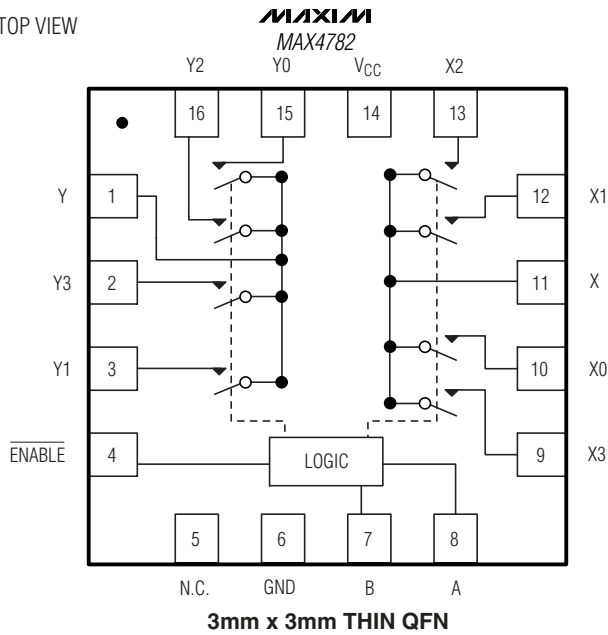 TOP VIEW
MAXIM
MAX4782
Y2 Y0 VCC X2
16 15 14 13
Y 1 12 X1
Y3 2 11 X
Y1 3 10 X0
ENABLE 4 9 X3
LOGIC
5 6 7 8
N.C. GND B A
3mm x 3mm THIN QFN